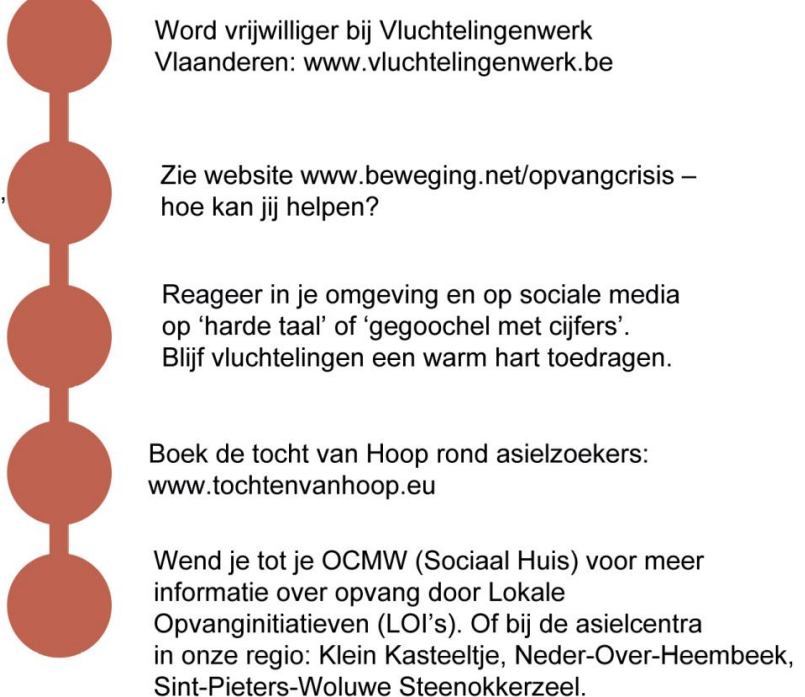 Word vrijwilliger bij Vluchtelingenwerk
Vlaanderen: www.vluchtelingenwerk.be
Zie website www.beweging.net/opvangcrisis –
hoe kan jij helpen?
Reageer in je omgeving en op sociale media
op ‘harde taal’ of ‘gegoochel met cijfers’.
Blijf vluchtelingen een warm hart toedragen.
Boek de tocht van Hoop rond asielzoekers:
www.tochtenvanhoop.eu
Wend je tot je OCMW (Sociaal Huis) voor meer
informatie over opvang door Lokale
Opvanginitiatieven (LOI’s). Of bij de asielcentra
in onze regio: Klein Kasteeltje, Neder-Over-Heembeek,
Sint-Pieters-Woluwe Steenokkerzeel.